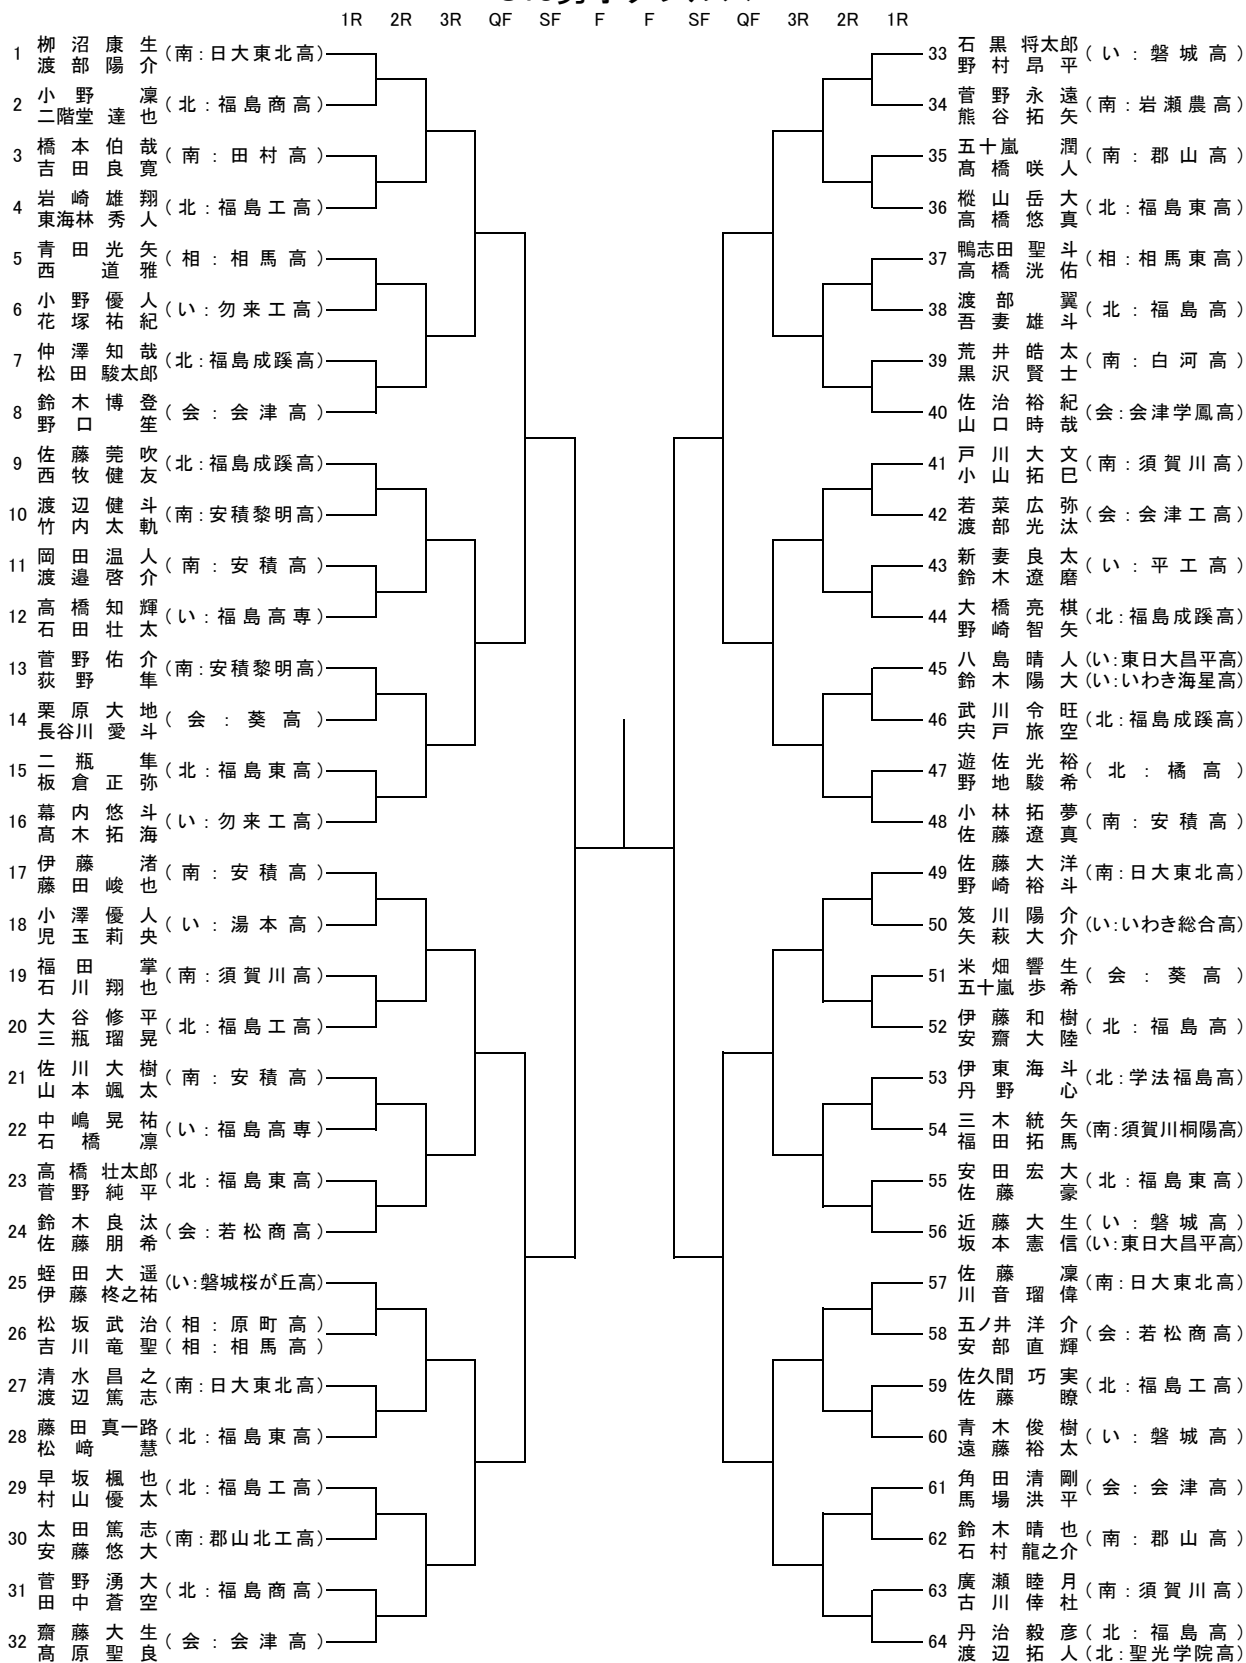 1R 2R 3R QF SF F F SF QF 3R 2R 1R
1 栁沼康生 渡部陽介 (南:日大東北高)
2 小野凜 二階堂達也 (北:福島商高)
3 橋本伯哉 吉田良寛 (南:田村高)
4 岩崎雄翔 東海林秀人 (北:福島工高)
5 青田光矢 西道雅 (相:相馬高)
6 小野優人 花塚祐紀 (い:勿来工高)
7 仲澤知哉 松田駿太郎 (北:福島成蹊高)
8 鈴木博登 野口笙 (会:会津高)
9 佐藤莞吹 西牧健友 (北:福島成蹊高)
10 渡辺健斗 竹内太軌 (南:安積黎明高)
11 岡田温人 渡邉啓介 (南:安積高)
12 高橋知輝 石田壮太 (い:福島高専)
13 菅野佑介 荻野隼 (南:安積黎明高)
14 栗原大地 長谷川愛斗 (会:葵高)
15 二瓶隼 板倉正弥 (北:福島東高)
16 幕内悠斗 髙木拓海 (い:勿来工高)
17 伊藤渚 藤田峻也 (南:安積高)
18 小澤優人 児玉莉央 (い:湯本高)
19 福田掌 石川翔也 (南:須賀川高)
20 大谷修平 三瓶瑠晃 (北:福島工高)
21 佐川大樹 山本颯太 (南:安積高)
22 中嶋晃祐 石橋凛 (い:福島高専)
23 高橋壮太郎 菅野純平 (北:福島東高)
24 鈴木良汰 佐藤朋希 (会:若松商高)
25 蛭田大遥 伊藤柊之祐 (い:磐城桜が丘高)
26 松坂武治 (相:原町高) 吉川竜聖 (相:相馬高)
27 清水昌之 渡辺篤志 (南:日大東北高)
28 藤田真一路 松﨑慧 (北:福島東高)
29 早坂楓也 村山優太 (北:福島工高)
30 太田篤志 安藤悠大 (南:郡山北工高)
31 菅野湧大 田中蒼空 (北:福島商高)
32 齋藤大生 髙原聖良 (会:会津高)
33 石黒将太郎 野村昂平 (い:磐城高)
34 菅野永遠 熊谷拓矢 (南:岩瀬農高)
35 五十嵐潤 髙橋咲人 (南:郡山高)
36 樅山岳大 高橋悠真 (北:福島東高)
37 鴨志田聖斗 高橋洸佑 (相:相馬東高)
38 渡部翼 吾妻雄斗 (北:福島高)
39 荒井皓太 黒沢賢士 (南:白河高)
40 佐治裕紀 山口時哉 (会:会津学鳳高)
41 戸川大文 小山拓巳 (南:須賀川高)
42 若菜広弥 渡部光汰 (会:会津工高)
43 新妻良太 鈴木遼磨 (い:平工高)
44 大橋亮棋 野崎智矢 (北:福島成蹊高)
45 八島晴人 (い:東日大昌平高) 鈴木陽大 (い:いわき海星高)
46 武川令旺 宍戸旅空 (北:福島成蹊高)
47 遊佐光裕 野地駿希 (北:橘高)
48 小林拓夢 佐藤遼真 (南:安積高)
49 佐藤大洋 野崎裕斗 (南:日大東北高)
50 笈川陽介 矢萩大介 (い:いわき総合高)
51 米畑響生 五十嵐歩希 (会:葵高)
52 伊藤和樹 安齋大陸 (北:福島高)
53 伊東海斗 丹野心 (北:学法福島高)
54 三木統矢 福田拓馬 (南:須賀川桐陽高)
55 安田宏大 佐藤豪 (北:福島東高)
56 近藤大生 (い:磐城高) 坂本憲信 (い:東日大昌平高)
57 佐藤凜 川音瑠偉 (南:日大東北高)
58 五ノ井洋介 安部直輝 (会:若松商高)
59 佐久間巧実 佐藤瞭 (北:福島工高)
60 青木俊樹 遠藤裕太 (い:磐城高)
61 角田清剛 馬場洪平 (会:会津高)
62 鈴木晴也 石村龍之介 (南:郡山高)
63 廣瀬睦月 古川倖杜 (南:須賀川高)
64 丹治毅彦 (北:福島高) 渡辺拓人 (北:聖光学院高)